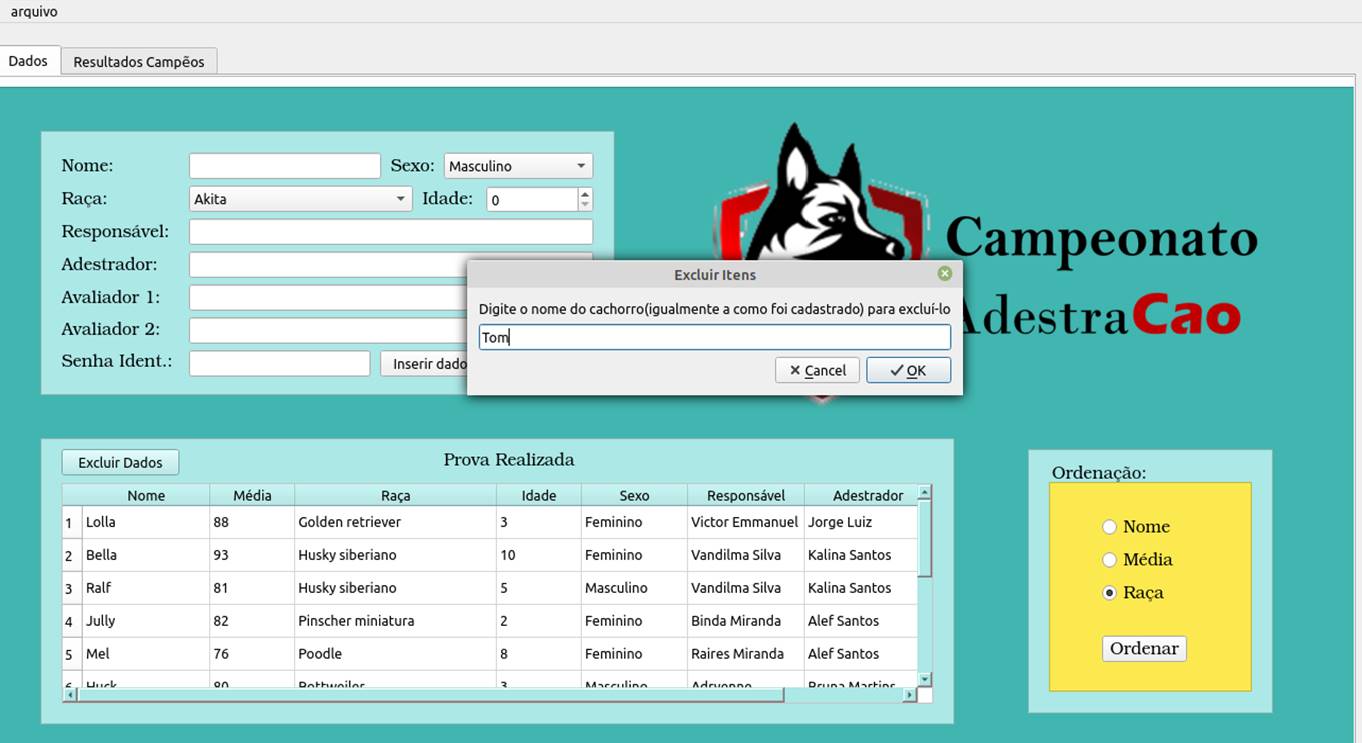 arquivo
Dados Resultados Campẽos
Nome: Sexo: Masculino
Raça: Akita Idade: 0
Responsável:
Adestrador:
Avaliador 1:
Avaliador 2:
Senha Ident.: Inserir dado
Campeonato
AdestraCao
Excluir Itens
Digite o nome do cachorro(igualmente a como foi cadastrado) para excluí-lo
Tom
Cancel OK
Excluir Dados Prova Realizada
Nome Média Raça Idade Sexo Responsável Adestrador
1 Lolla 88 Golden retriever 3 Feminino Victor Emmanuel Jorge Luiz
2 Bella 93 Husky siberiano 10 Feminino Vandilma Silva Kalina Santos
3 Ralf 81 Husky siberiano 5 Masculino Vandilma Silva Kalina Santos
4 Jully 82 Pinscher miniatura 2 Feminino Binda Miranda Alef Santos
5 Mel 76 Poodle 8 Feminino Raires Miranda Alef Santos
6 Huck 80 Rottweiler 3 Masculino Adryenne Bruna Martins
Ordenação:
Nome
Média
Raça
Ordenar